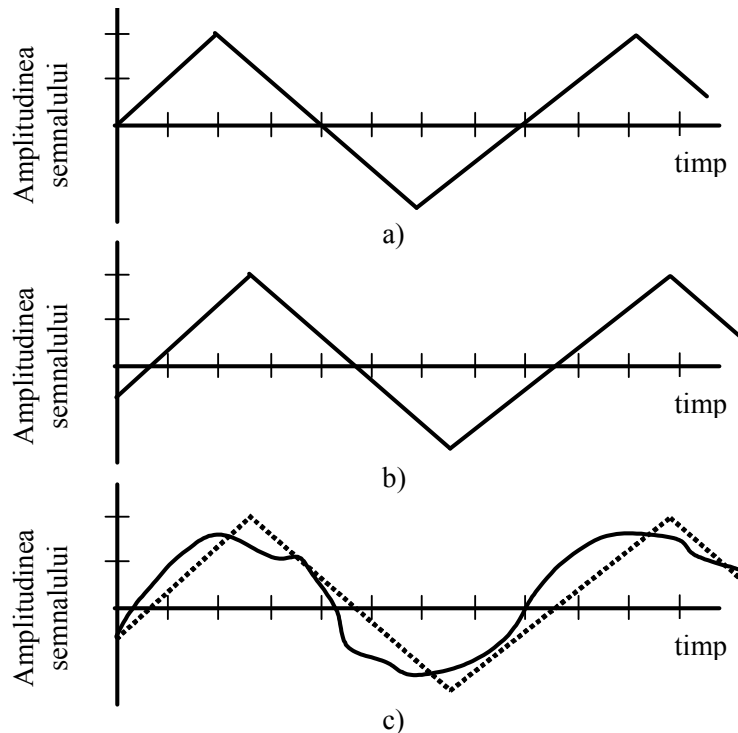 Amplitudinea
semnalului
timp
a)
Amplitudinea
semnalului
timp
b)
Amplitudinea
semnalului
timp
c)